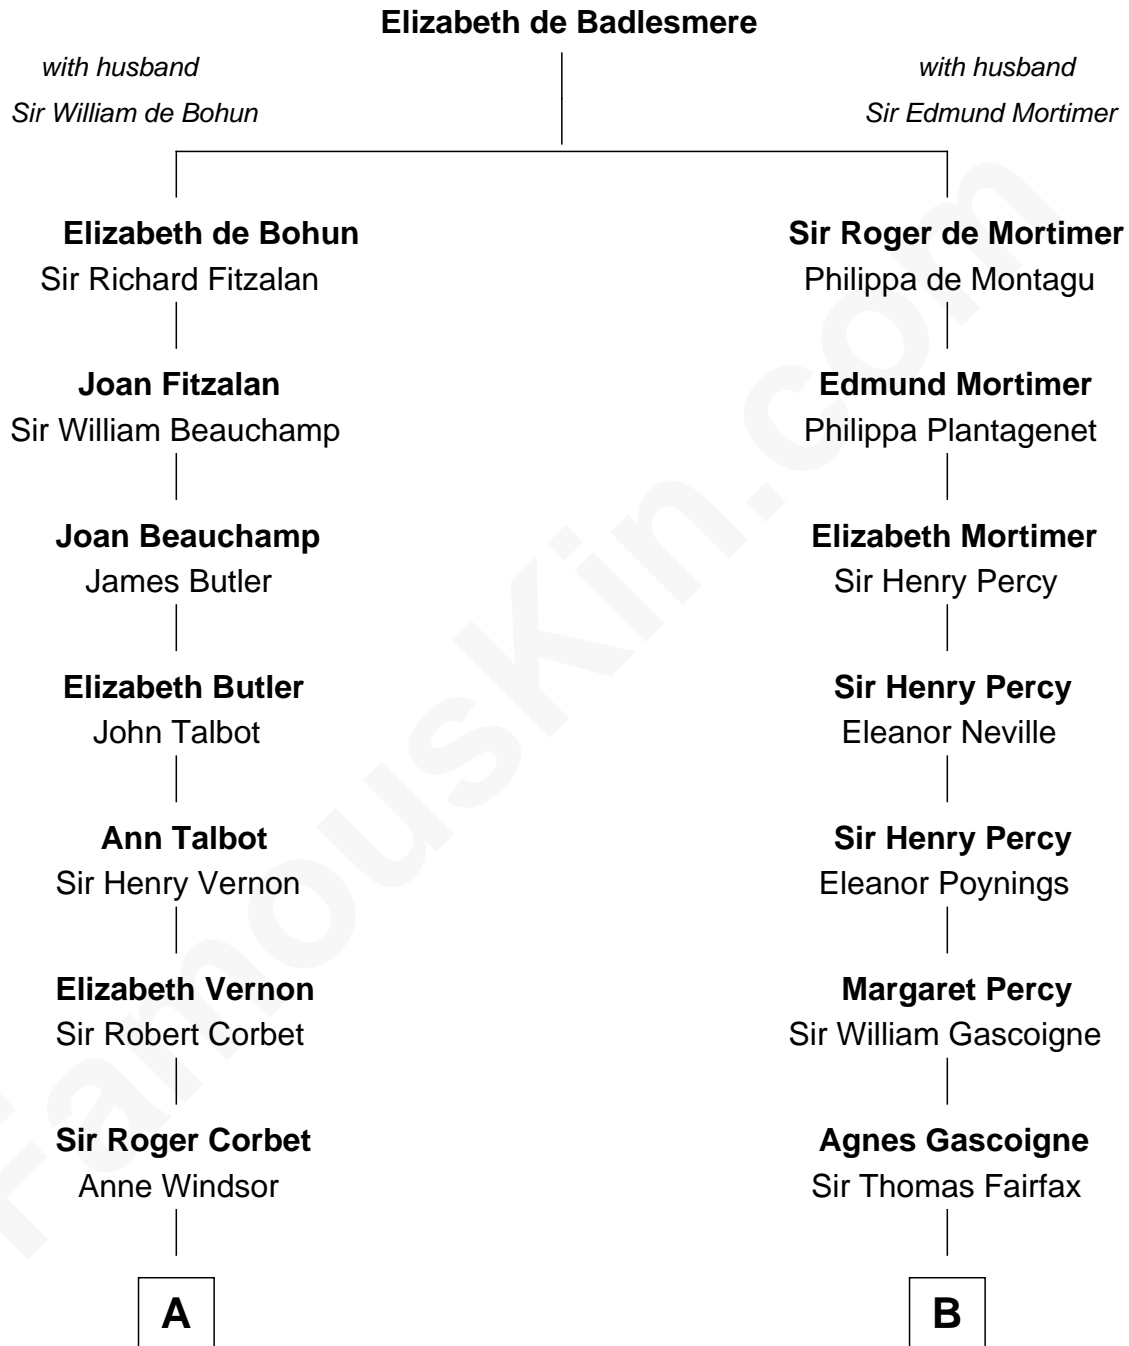 Elizabeth de Badlesmere
with husband
Sir William de Bohun
with husband
Sir Edmund Mortimer
Elizabeth de Bohun
Sir Richard Fitzalan
Sir Roger de Mortimer
Philippa de Montagu
Joan Fitzalan
Sir William Beauchamp
Edmund Mortimer
Philippa Plantagenet
Joan Beauchamp
James Butler
Elizabeth Mortimer
Sir Henry Percy
Elizabeth Butler
John Talbot
Sir Henry Percy
Eleanor Neville
Ann Talbot
Sir Henry Vernon
Sir Henry Percy
Eleanor Poynings
Elizabeth Vernon
Sir Robert Corbet
Margaret Percy
Sir William Gascoigne
Sir Roger Corbet
Anne Windsor
Agnes Gascoigne
Sir Thomas Fairfax
A
B
FamousKin.com